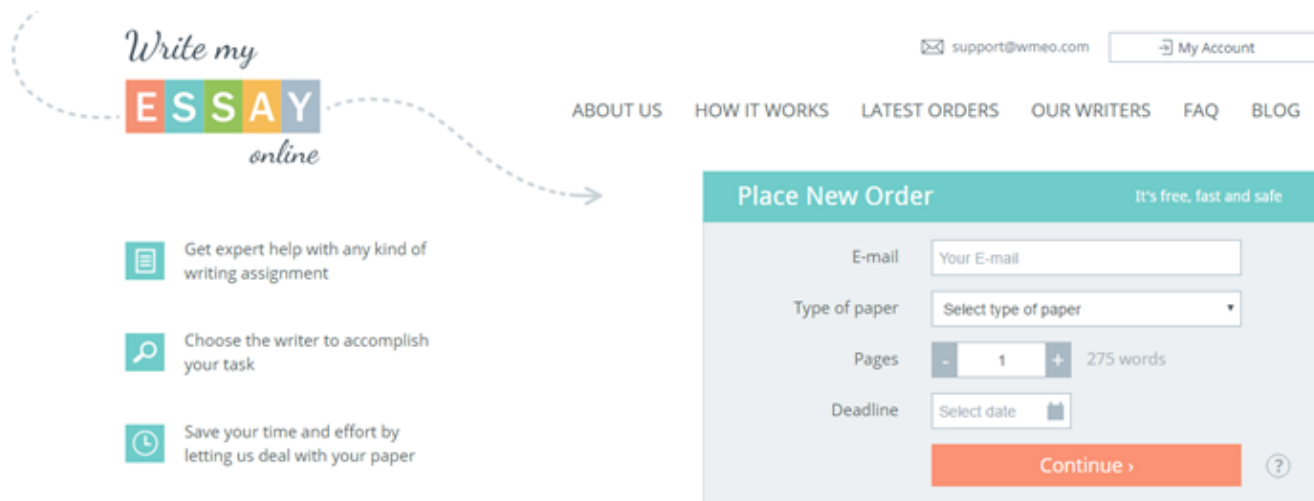 Write my
ESSAY
online
support@wmeo.com
My Account
ABOUT US HOW IT WORKS LATEST ORDERS OUR WRITERS FAQ BLOG
Get expert help with any kind of
writing assignment
Choose the writer to accomplish
your task
Save your time and effort by
letting us deal with your paper
Place New Order
It's free, fast and safe
E-mail
Your E-mail
Type of paper
Select type of paper
Pages
- 1 +
275 words
Deadline
Select date
Continue ›
?